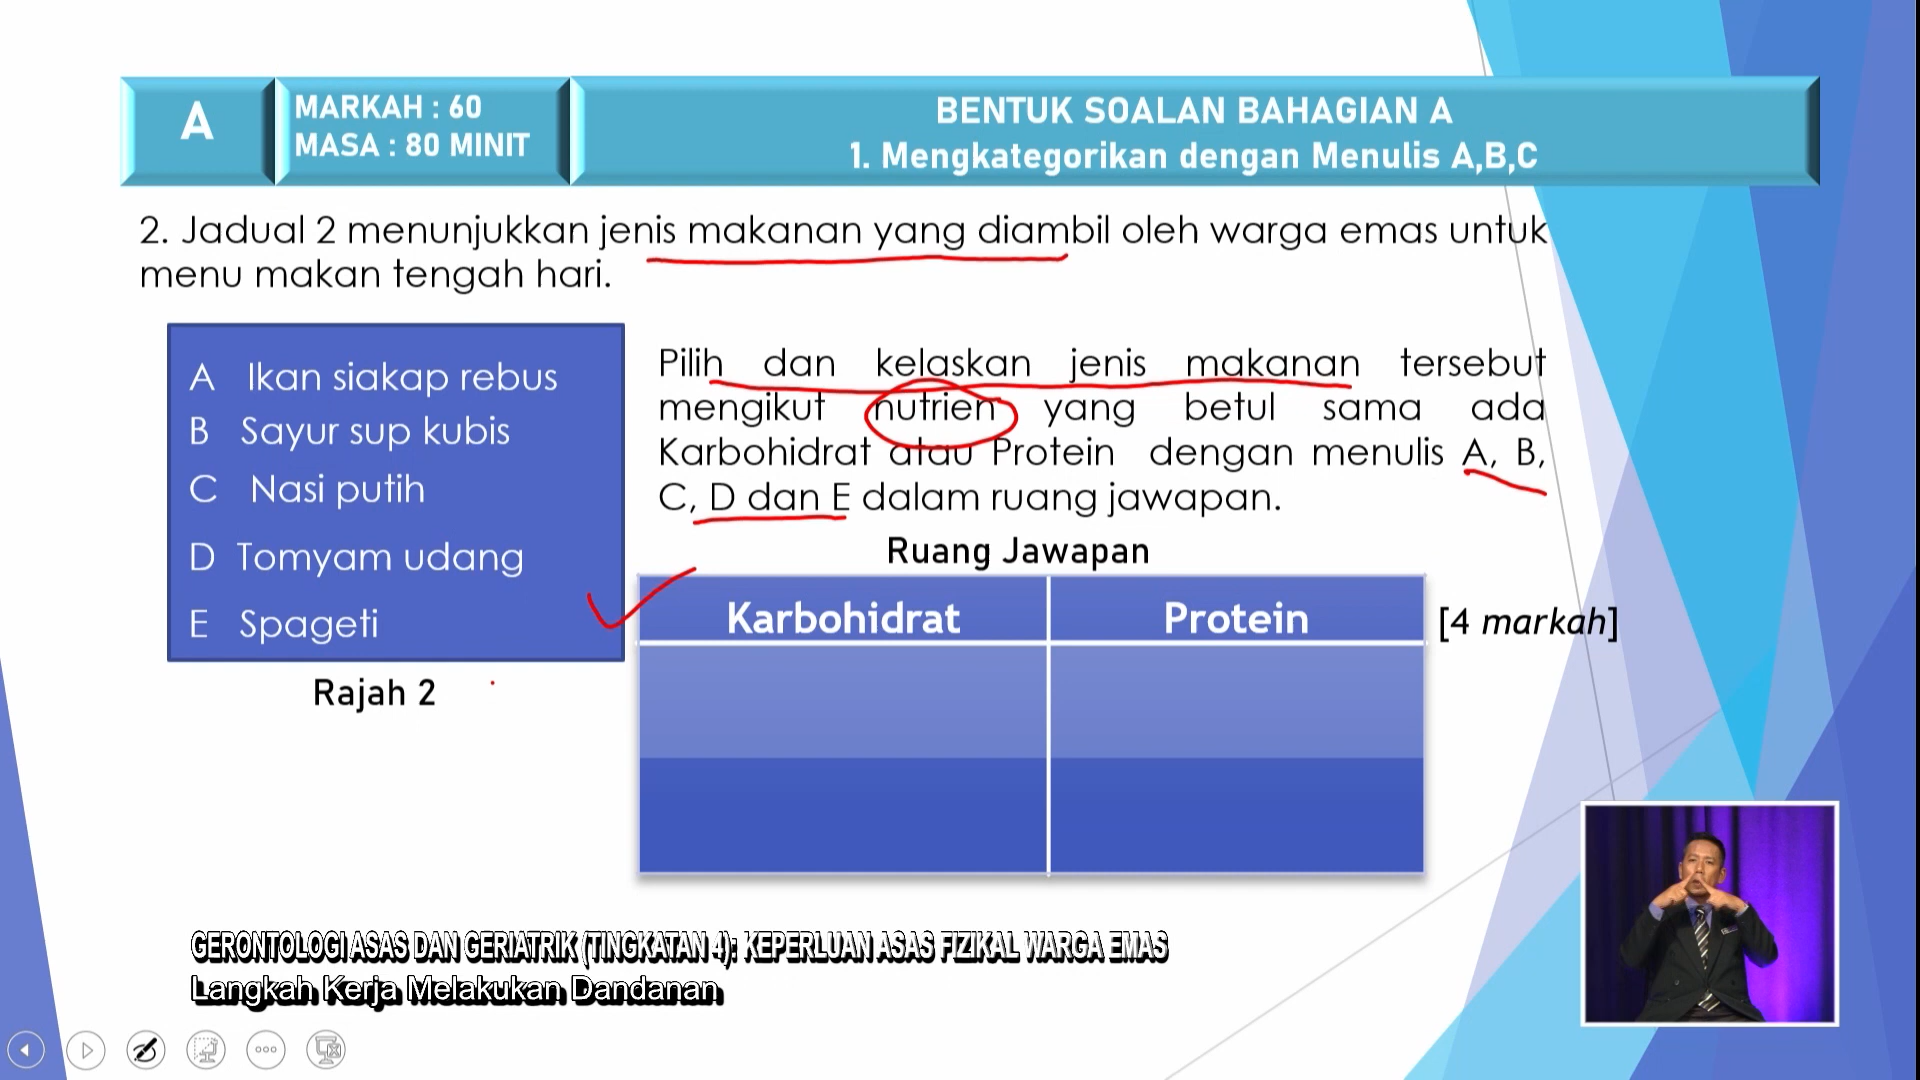 A
MARKAH : 60
MASA : 80 MINIT
BENTUK SOALAN BAHAGIAN A
1. Mengkategorikan dengan Menulis A,B,C
2. Jadual 2 menunjukkan jenis makanan yang diambil oleh warga emas untuk
menu makan tengah hari.
A Ikan siakap rebus
B Sayur sup kubis
C Nasi putih
D Tomyam udang
E Spageti
Rajah 2
Pilih dan kelaskan jenis makanan tersebut
mengikut nutrien yang betul sama ada
Karbohidrat atau Protein dengan menulis A, B,
C, D dan E dalam ruang jawapan.
Ruang Jawapan
Karbohidrat Protein
[4 markah]
GERONTOLOGI ASAS DAN GERIATRIK (TINGKATAN 4): KEPERLUAN ASAS FIZIKAL WARGA EMAS
Langkah Kerja Melakukan Dandanan